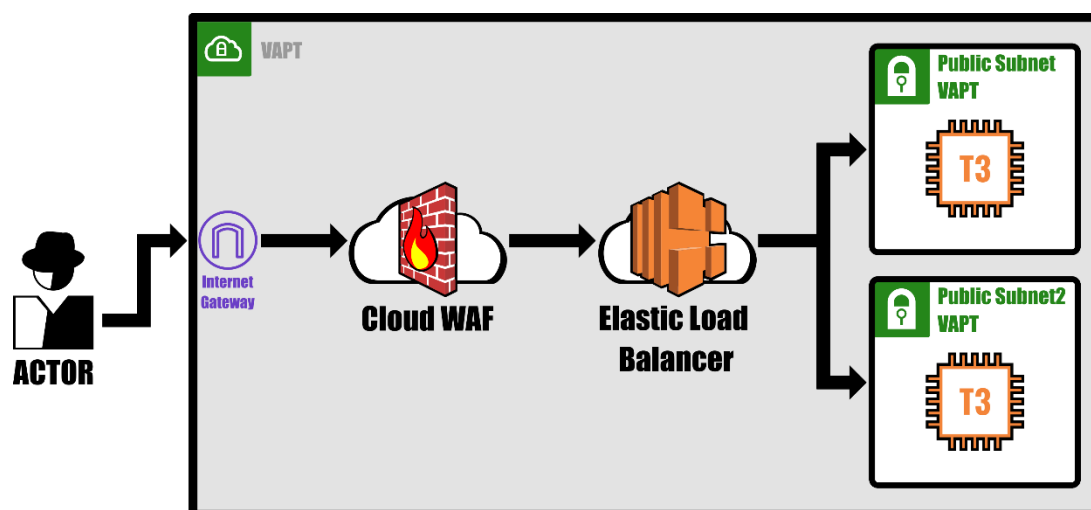 VAPT
Public Subnet
VAPT
T3
Internet
Gateway
Cloud WAF
Elastic Load
Balancer
ACTOR
Public Subnet2
VAPT
T3